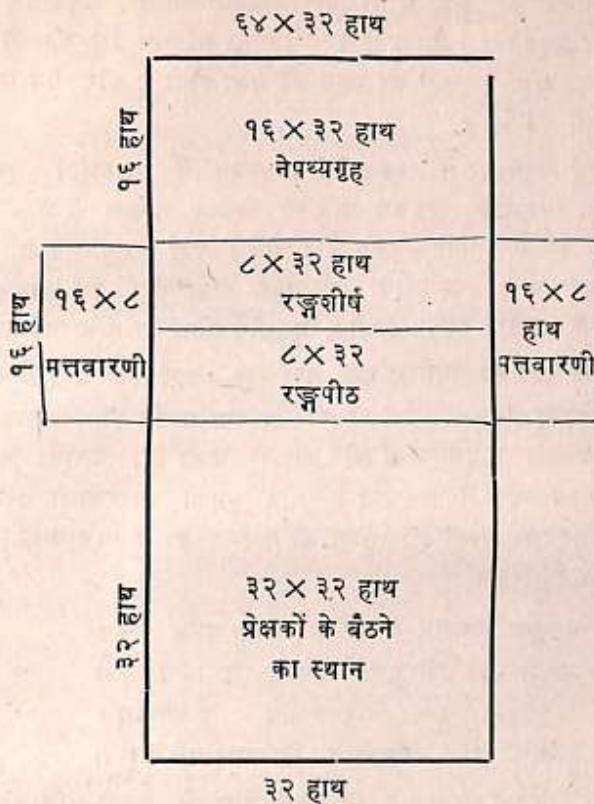 ६४ × ३२ हाथ
१६ हाथ
१६ × ३२ हाथ
नेपथ्यगृह
१६ हाथ
१६ × ८
मत्तवारणी
८ × ३२ हाथ
रङ्गशीर्ष
८ × ३२
रङ्गपीठ
१६ × ८
हाथ
मत्तवारणी
३२ हाथ
३२ × ३२ हाथ
प्रेक्षकों के बैठने
का स्थान
३२ हाथ